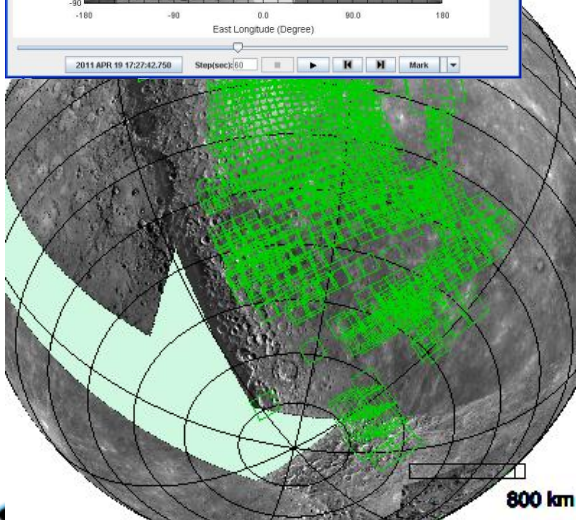 -90
-180 -90 0.0 90.0 180
East Longitude (Degree)
2011 APR 19 17:27:42.750 Step(sec): 60 Mark
800 km